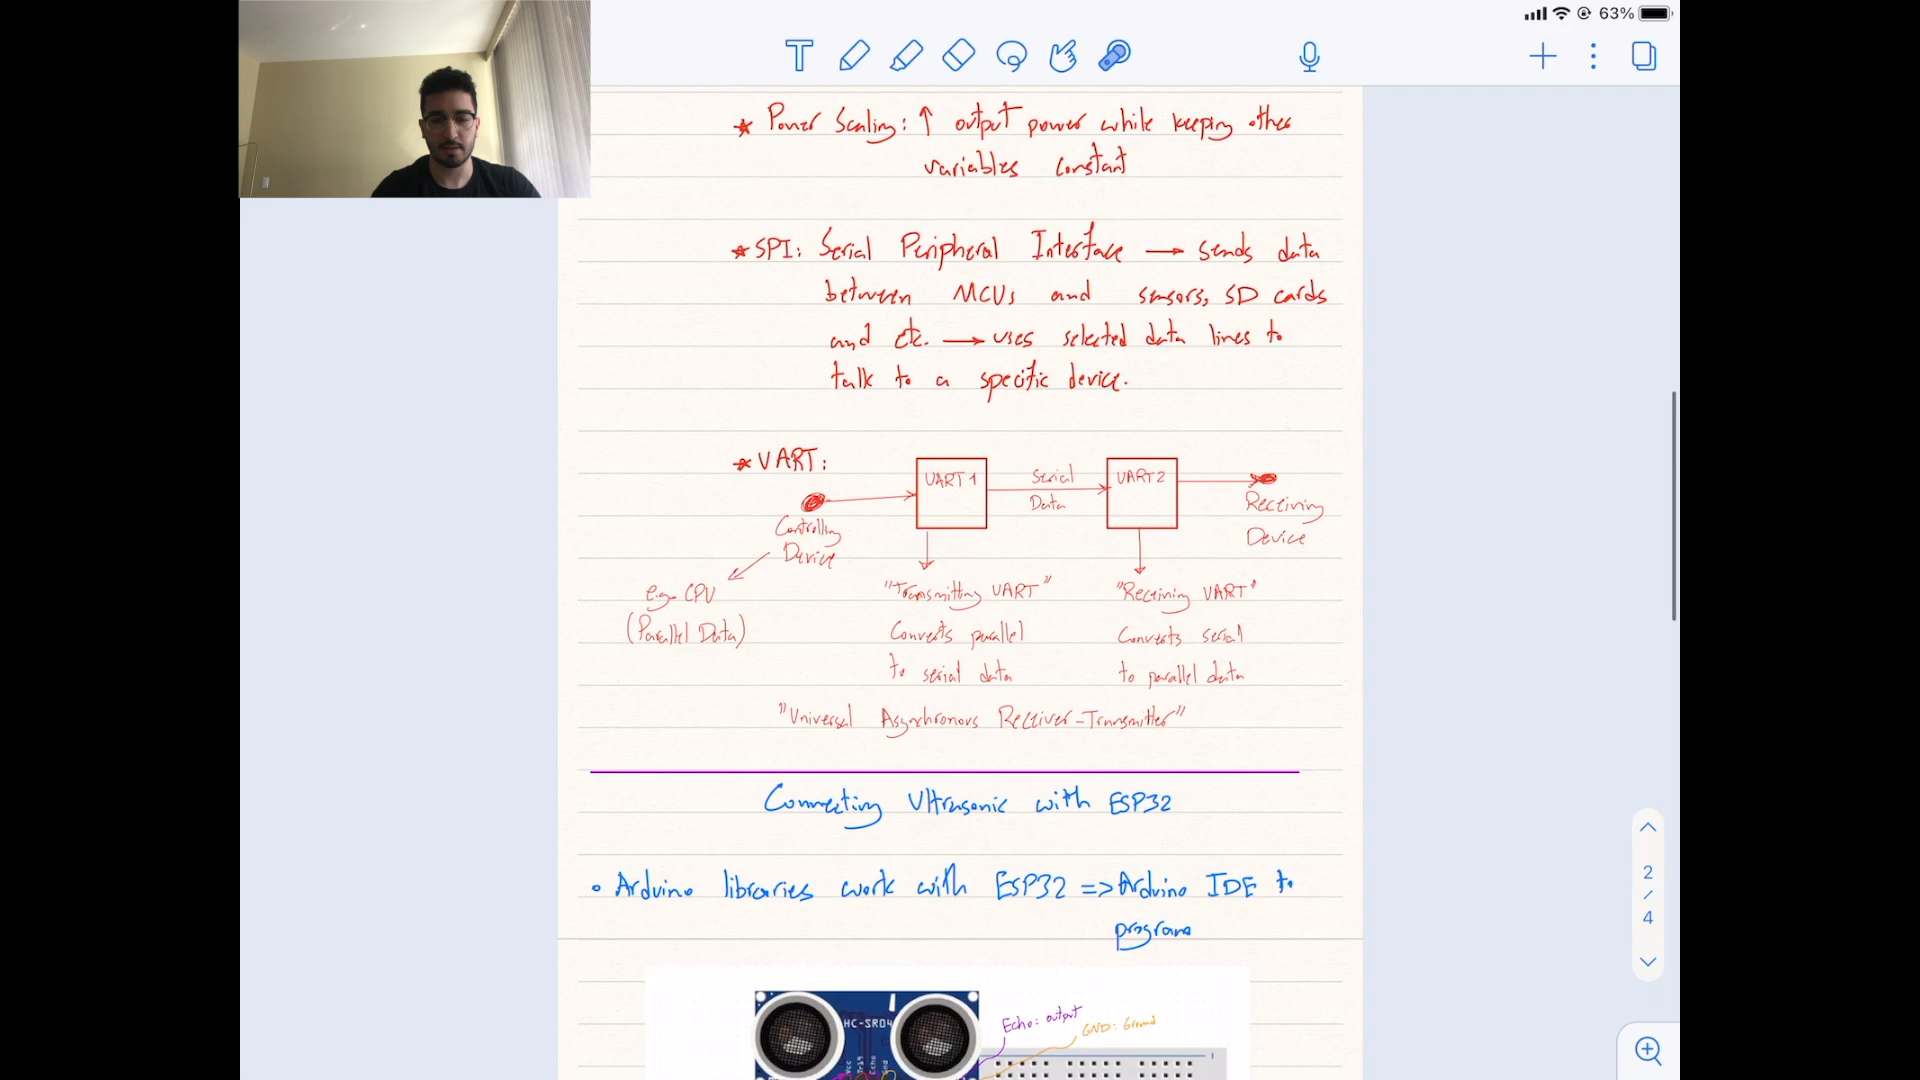 63%
* Power Scaling: ↑ output power while keeping other
variables constant
* SPI: Serial Peripheral Interface → sends data
between MCUs and sensors, SD cards
and etc. → uses selected data lines to
talk to a specific device.
* UART:
UART 1
Serial
Data
UART 2
Controlling
Device
Receiving
Device
e.g. CPU
(Parallel Data)
"Transmitting UART"
Converts parallel
to serial data
"Receiving UART"
Converts serial
to parallel data
"Universal Asynchronous Receiver-Transmitter"
Connecting Ultrasonic with ESP32
• Arduino libraries work with ESP32 => Arduino IDE to
program
2
/
4
HC-SR04
Vcc
Trig
Echo
Gnd
Echo: output
GND: Ground